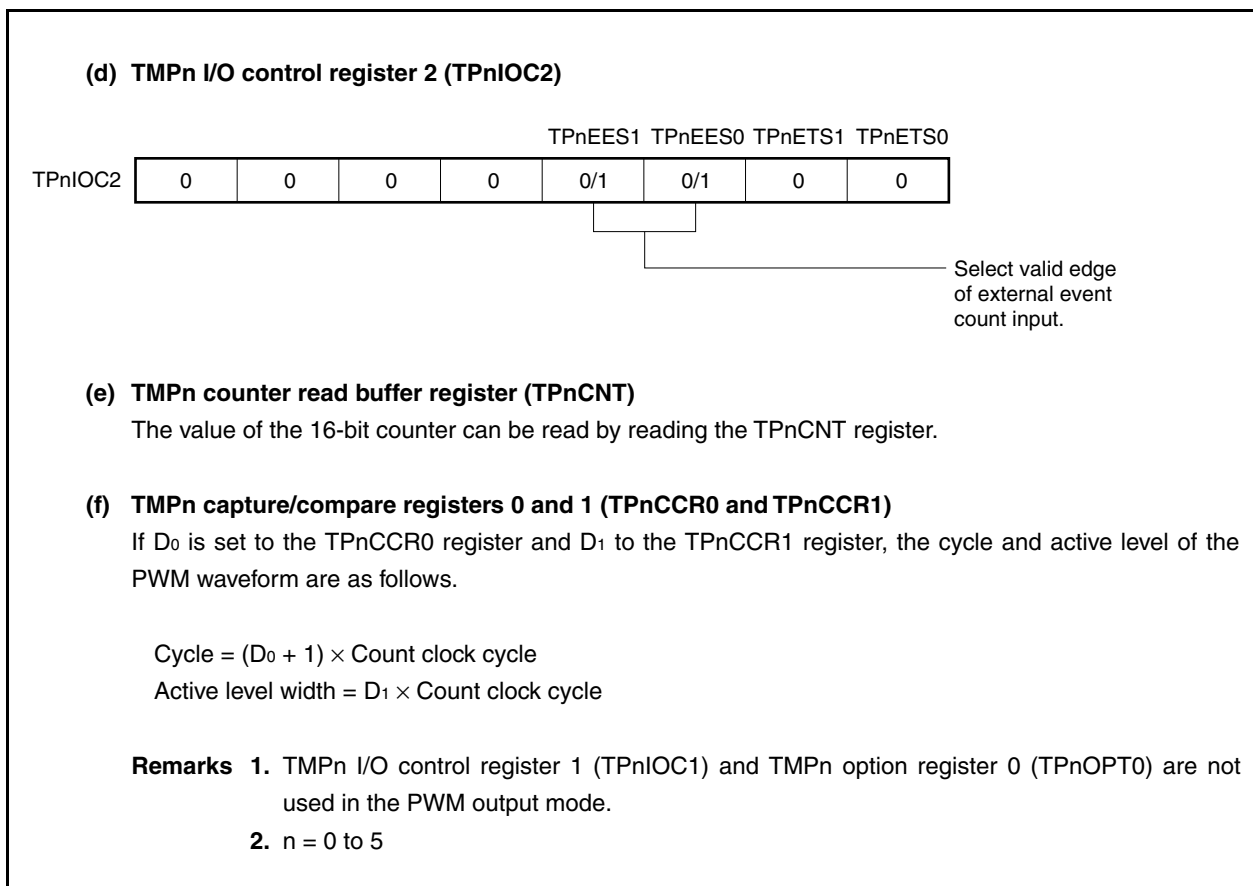 (d) TMPn I/O control register 2 (TPnIOC2)
TPnEES1 TPnEES0 TPnETS1 TPnETS0
TPnIOC2 0 0 0 0 0/1 0/1 0 0
Select valid edge
of external event
count input.
(e) TMPn counter read buffer register (TPnCNT)
The value of the 16-bit counter can be read by reading the TPnCNT register.
(f) TMPn capture/compare registers 0 and 1 (TPnCCR0 and TPnCCR1)
If D0 is set to the TPnCCR0 register and D1 to the TPnCCR1 register, the cycle and active level of the
PWM waveform are as follows.
Cycle = (D0 + 1) × Count clock cycle
Active level width = D1 × Count clock cycle
Remarks 1. TMPn I/O control register 1 (TPnIOC1) and TMPn option register 0 (TPnOPT0) are not
used in the PWM output mode.
2. n = 0 to 5